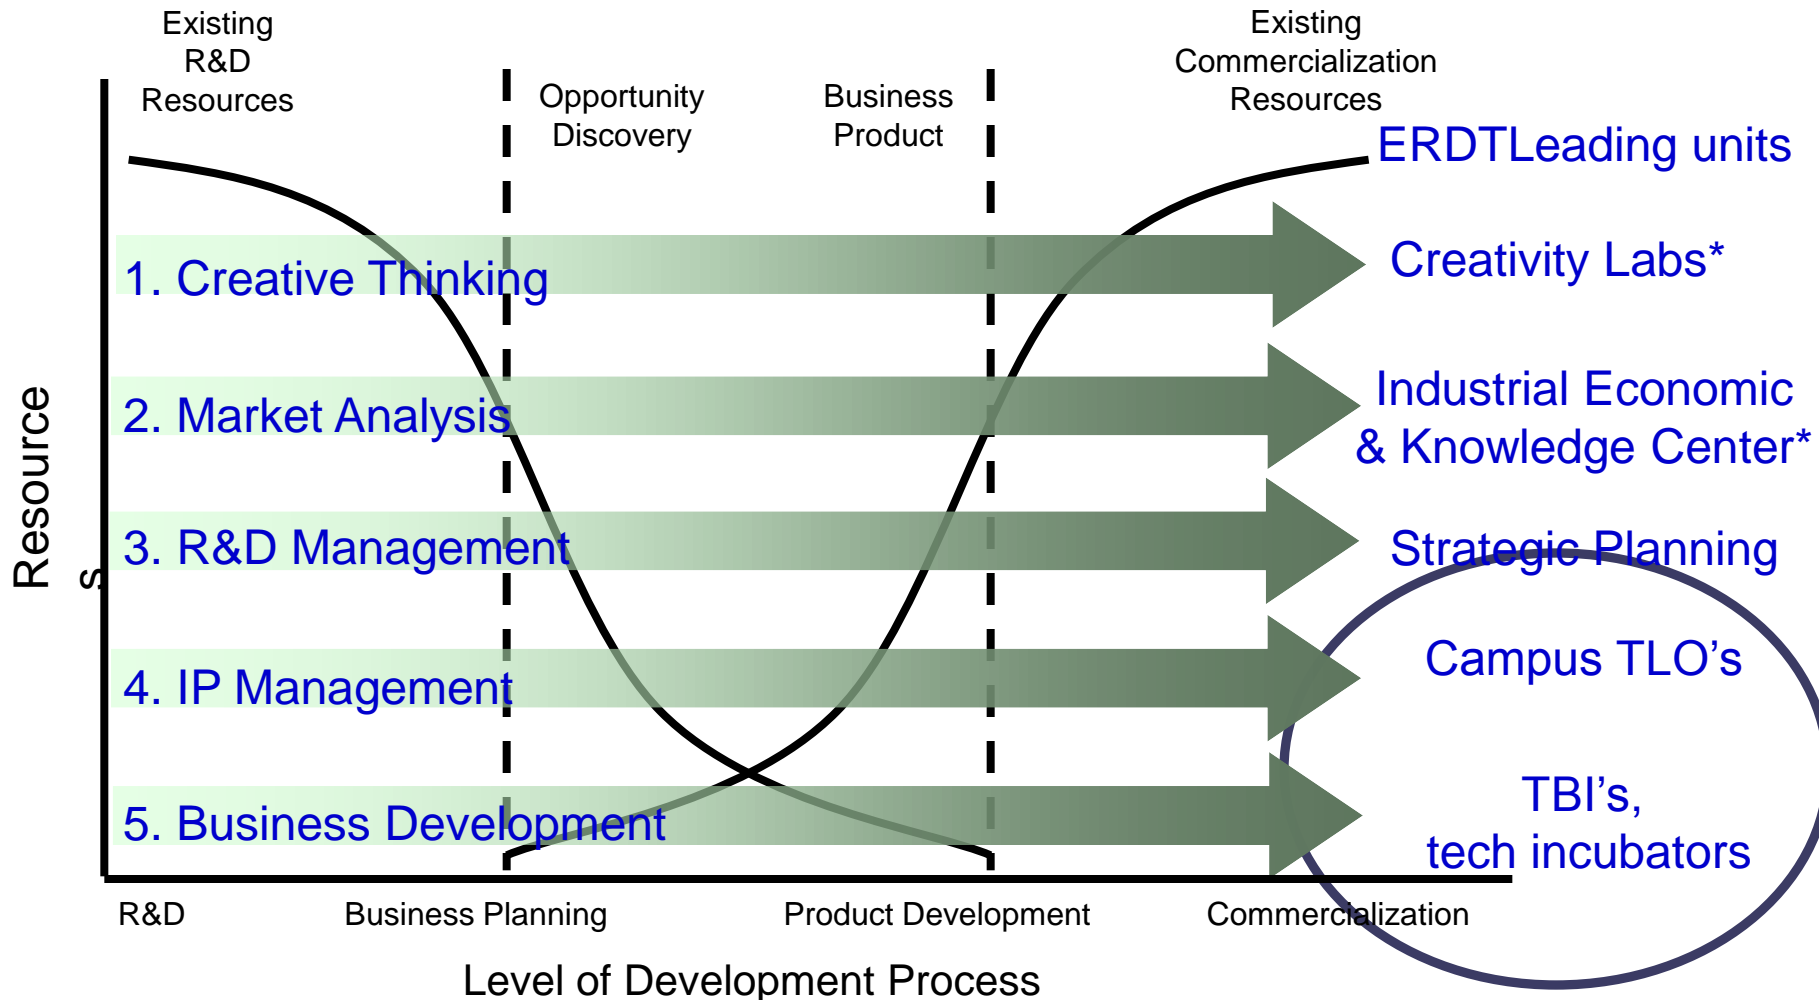 Existing
R&D
Resources
Opportunity
Discovery
Business
Product
Existing
Commercialization
Resources
ERDTLeading units
1. Creative Thinking
Creativity Labs*
2. Market Analysis
Industrial Economic
& Knowledge Center*
3. R&D Management
Strategic Planning
4. IP Management
Campus TLO’s
5. Business Development
TBI’s,
tech incubators
Resource
s
R&D
Business Planning
Product Development
Commercialization
Level of Development Process